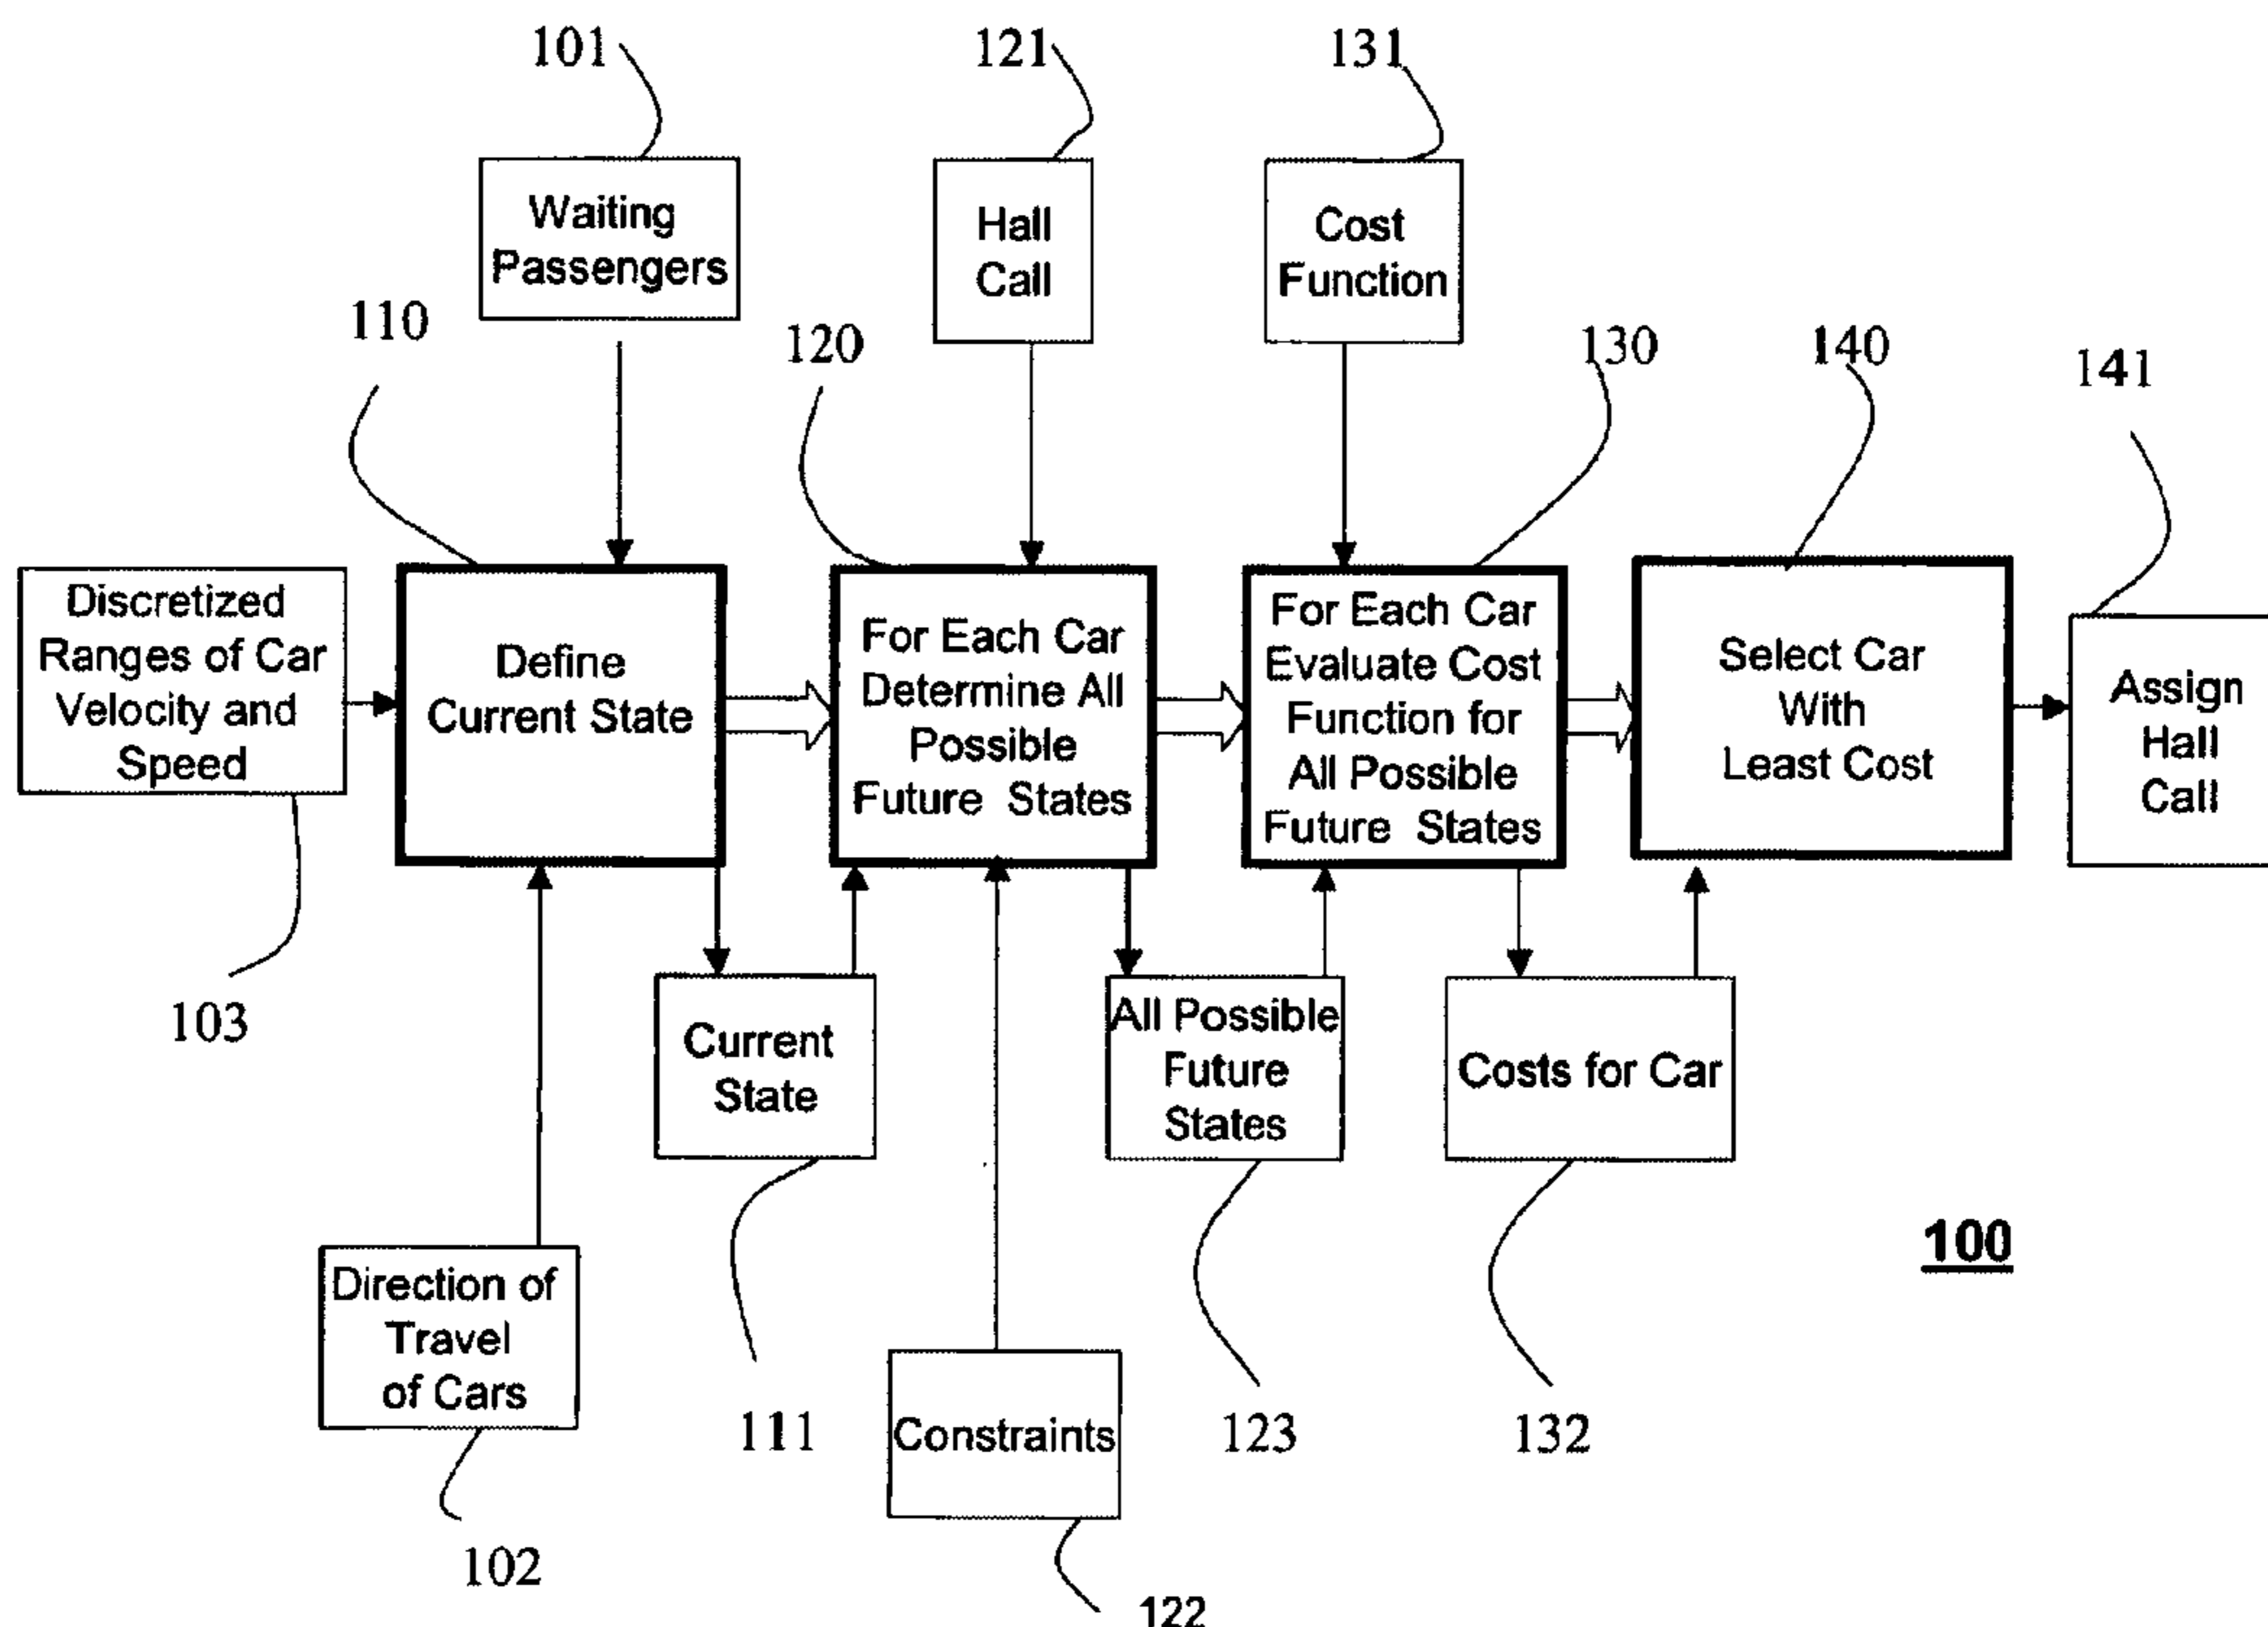 101
121
131
Waiting
Passengers
Hall
Call
Cost
Function
110
120
130
140
141
Discretized
Ranges of Car
Velocity and
Speed
Define
Current State
For Each Car
Determine All
Possible
Future States
For Each Car
Evaluate Cost
Function for
All Possible
Future States
Select Car
With
Least Cost
Assign
Hall
Call
103
Current
State
All Possible
Future
States
Costs for Car
100
Direction of
Travel
of Cars
Constraints
111
123
132
102
122